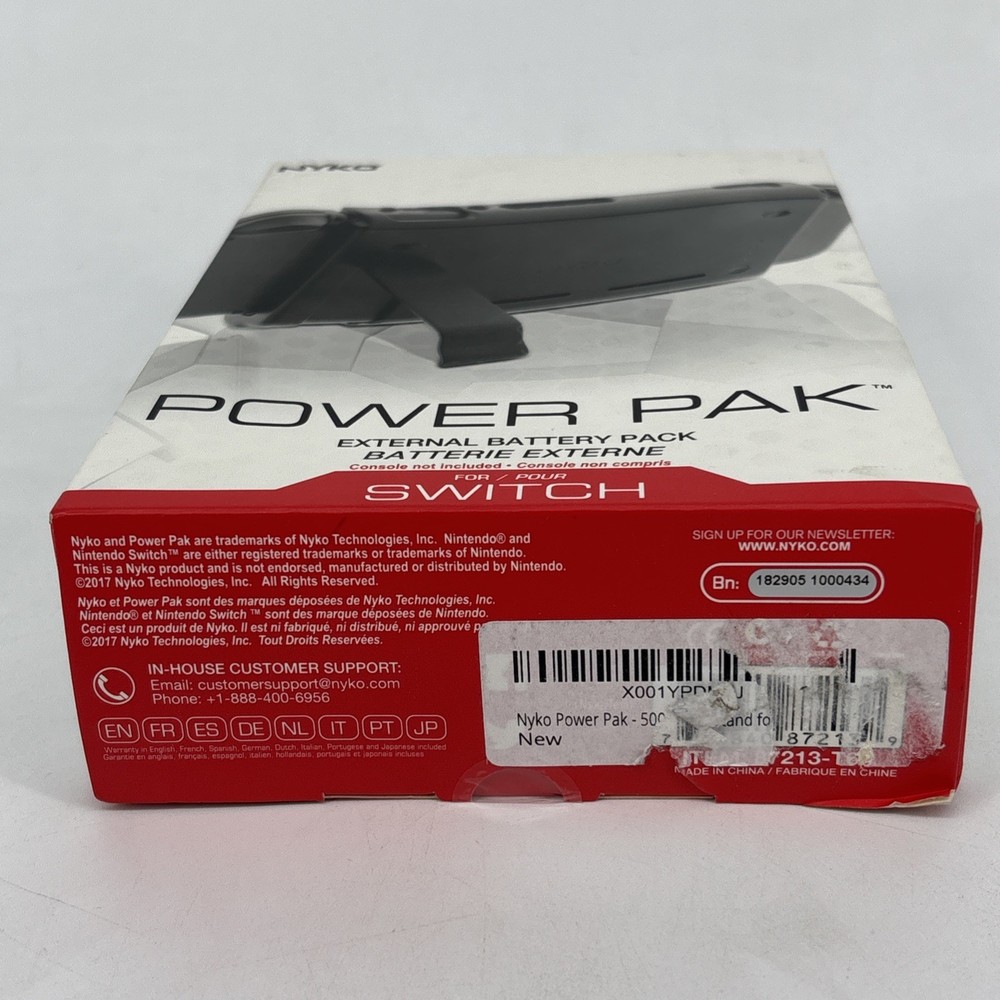 NYKO
POWER PAK™
EXTERNAL BATTERY PACK
BATTERIE EXTERNE
Console not included • Console non compris
FOR / POUR
SWITCH
Nyko and Power Pak are trademarks of Nyko Technologies, Inc. Nintendo® and
Nintendo Switch™ are either registered trademarks or trademarks of Nintendo.
This is a Nyko product and is not endorsed, manufactured or distributed by Nintendo.
©2017 Nyko Technologies, Inc. All Rights Reserved.
Nyko et Power Pak sont des marques déposées de Nyko Technologies, Inc.
Nintendo® et Nintendo Switch ™ sont des marque déposées de Nintendo.
Ceci est un produit de Nyko. Il est ni fabriqué, ni distribué, ni approuvé
©2017 Nyko Technologies, Inc. Tout Droits Reservées.
IN-HOUSE CUSTOMER SUPPORT:
Email: customersupport@nyko.com
Phone: +1-888-400-6956
EN FR ES DE NL IT PT JP
Warranty in English, French, Spanish, German, Dutch, Italian, Portugese and Japanese included
Garantie en anglais, français, espagnol, italien, hollandais, portugais et japonais incluses
SIGN UP FOR OUR NEWSLETTER:
WWW.NYKO.COM
Bn: 182905 1000434
Nyko Power Pak - 500
New
MADE IN CHINA / FABRIQUE EN CHINE